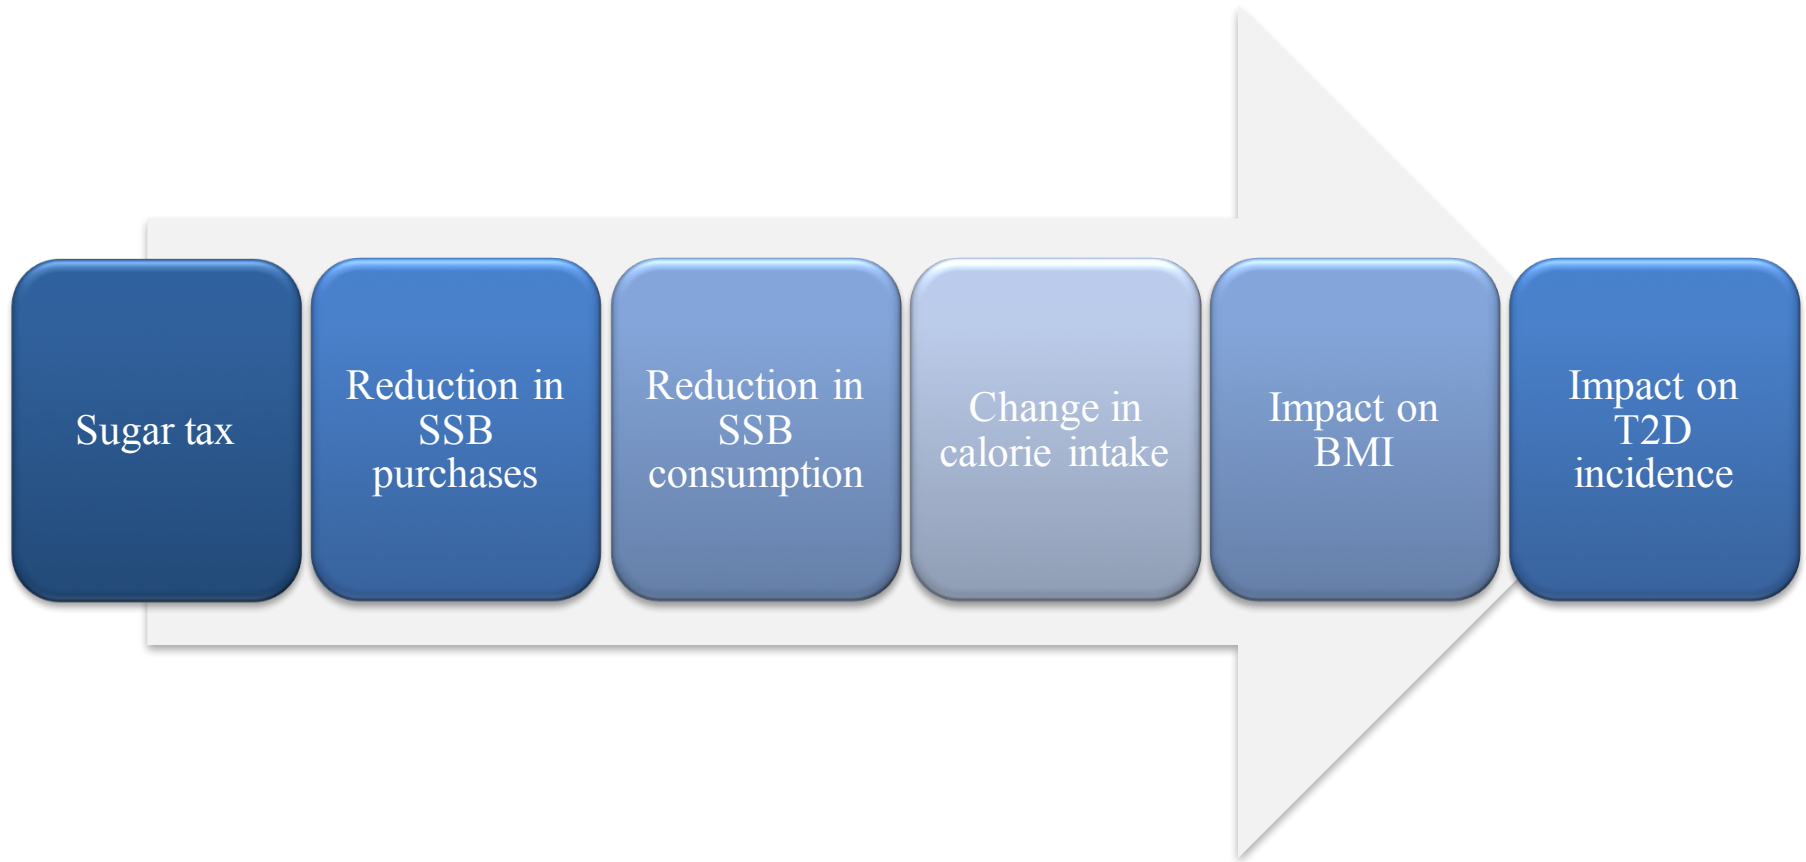 Sugar tax
Reduction in
SSB
purchases
Reduction in
SSB
consumption
Change in
calorie intake
Impact on
BMI
Impact on
T2D
incidence